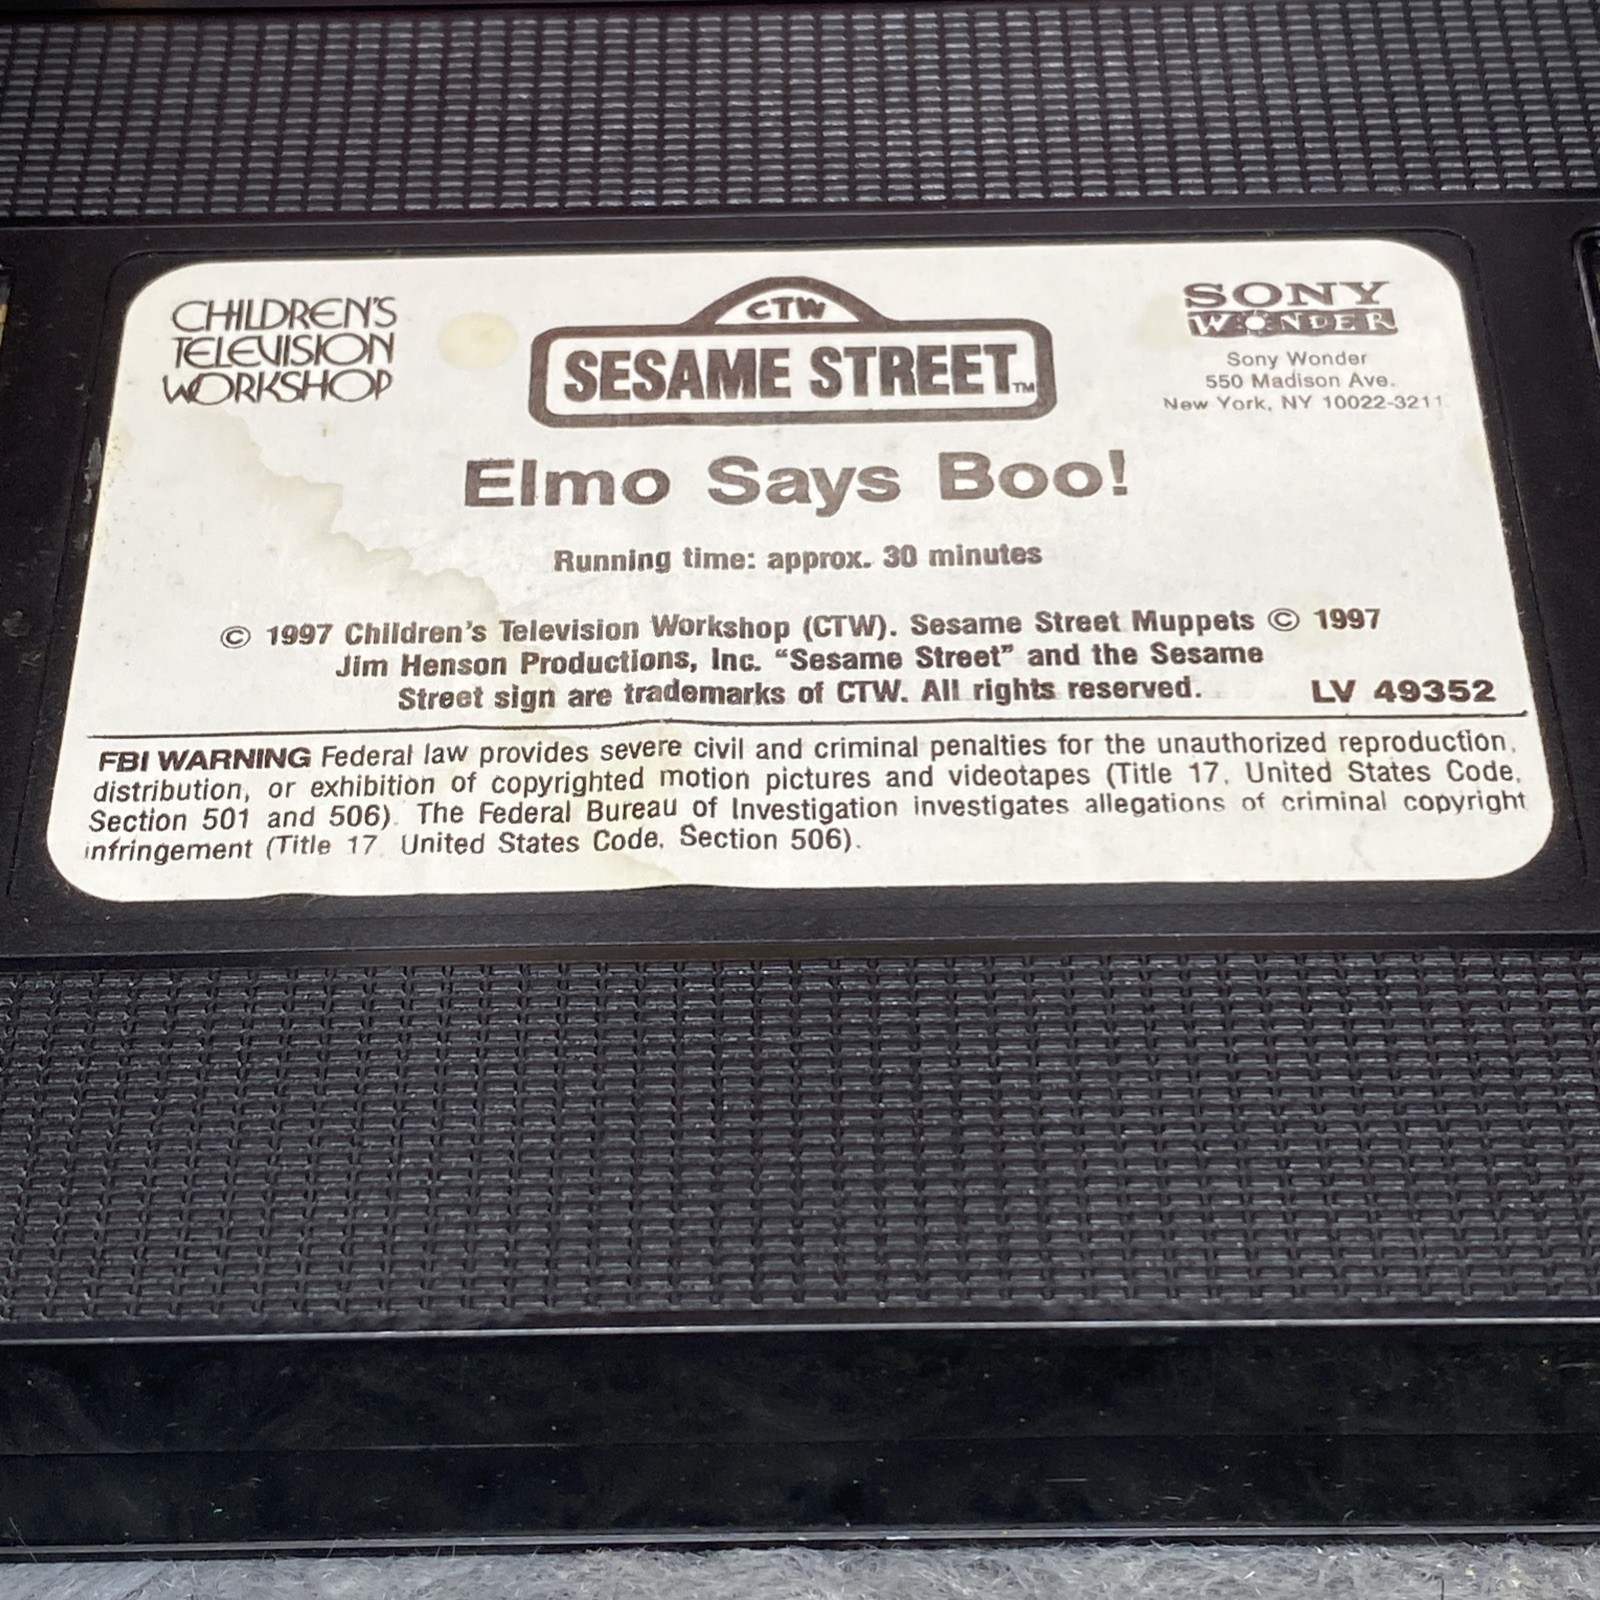 CHILDREN'S
TELEVISION
WORKSHOP
CTW
SESAME STREET™
SONY
WONDER
Sony Wonder
550 Madison Ave.
New York, NY 10022-3211
Elmo Says Boo!
Running time: approx. 30 minutes
© 1997 Children's Television Workshop (CTW). Sesame Street Muppets © 1997
Jim Henson Productions, Inc. “Sesame Street” and the Sesame
Street sign are trademarks of CTW. All rights reserved. LV 49352
FBI WARNING Federal law provides severe civil and criminal penalties for the unauthorized reproduction,
distribution, or exhibition of copyrighted motion pictures and videotapes (Title 17, United States Code,
Section 501 and 506). The Federal Bureau of Investigation investigates allegations of criminal copyright
infringement (Title 17, United States Code, Section 506).